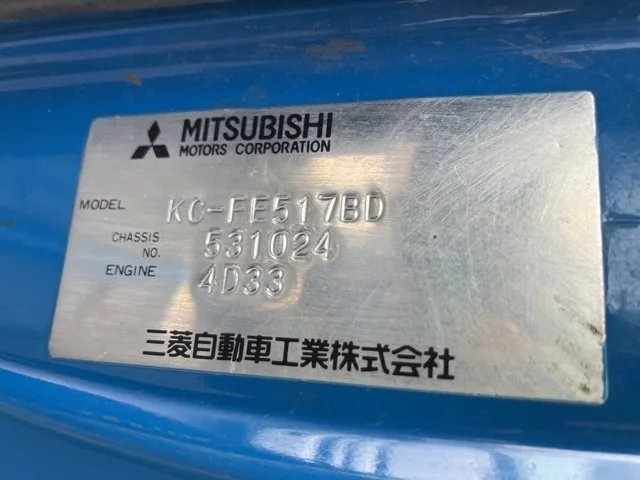 MITSUBISHI
MOTORS CORPORATION
MODEL KC-FE517BD
CHASSIS NO. 531024
ENGINE 4D33
三菱自動車工業株式会社